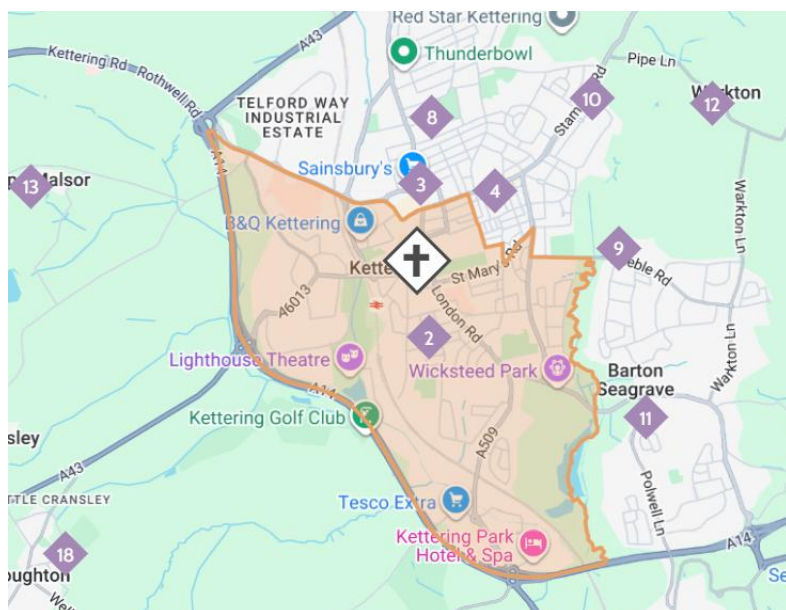 Red Star Kettering
A43
Kettering Rd
Rothwell Rd
Thunderbowl
Pipe Ln
TELFORD WAY
INDUSTRIAL
ESTATE
8
10
12
Sainsbury's
3
4
13
Malsor
A14
B&Q Kettering
Warkton Ln
9
St Mary's Rd
London Rd
A6013
2
Lighthouse Theatre
Wicksteed Park
Barton
Seagrave
Warkton Ln
A14
Kettering Golf Club
11
A509
A43
Polwell Ln
Tesco Extra
Kettering Park
Hotel & Spa
A14
18